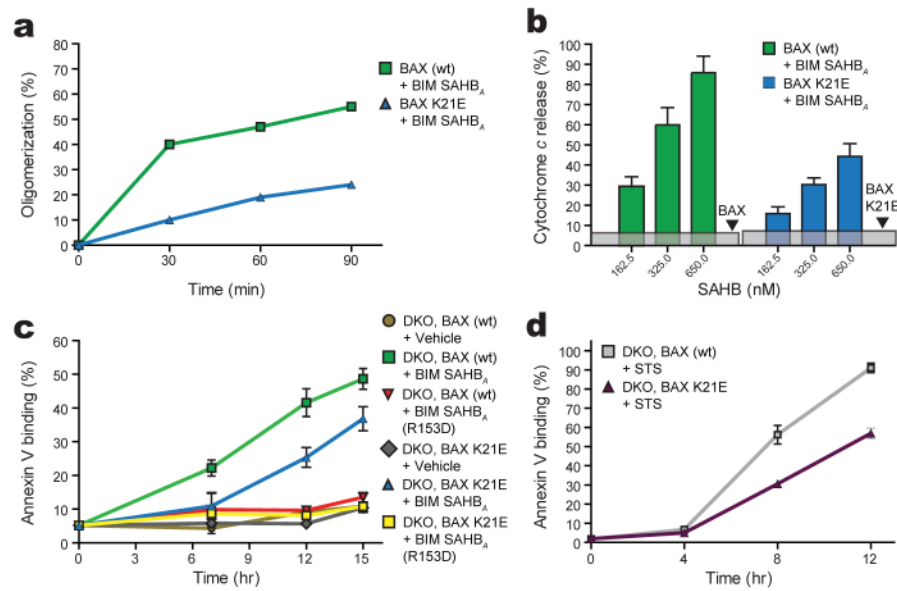 a
80
70
60
50
40
30
20
10
0
Oligomerization (%)
0 30 60 90
Time (min)
BAX (wt)
+ BIM SAHBA
BAX K21E
+ BIM SAHBA
b
100
90
80
70
60
50
40
30
20
10
0
Cytochrome c release (%)
BAX (wt)
+ BIM SAHBA
BAX K21E
+ BIM SAHBA
BAX
BAX
K21E
162.5 325.0 650.0 162.5 325.0 650.0
SAHB (nM)
c
60
50
40
30
20
10
0
Annexin V binding (%)
0 3 6 9 12 15
Time (hr)
DKO, BAX (wt)
+ Vehicle
DKO, BAX (wt)
+ BIM SAHBA
DKO, BAX (wt)
+ BIM SAHBA
(R153D)
DKO, BAX K21E
+ Vehicle
DKO, BAX K21E
+ BIM SAHBA
DKO, BAX K21E
+ BIM SAHBA
(R153D)
d
100
90
80
70
60
50
40
30
20
10
0
Annexin V binding (%)
0 4 8 12
Time (hr)
DKO, BAX (wt)
+ STS
DKO, BAX K21E
+ STS